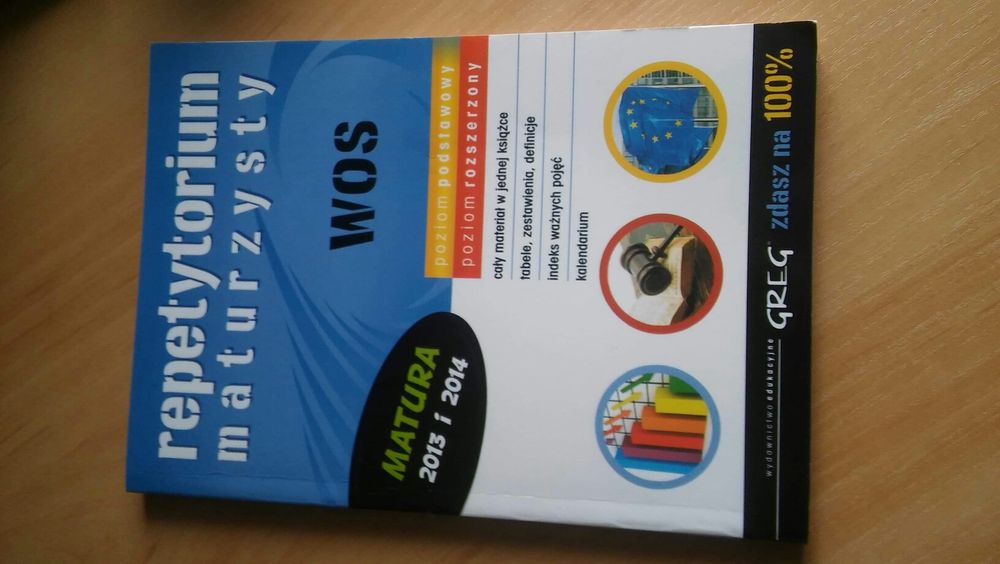 repetytorium
maturzysty
WOS
poziom podstawowy
poziom rozszerzony
cały materiał w jednej książce
tabele, zestawienia, definicje
indeks ważnych pojęć
kalendarium
MATURA
2013 i 2014
wydawnictwo edukacyjne GREG® zdasz na 100%